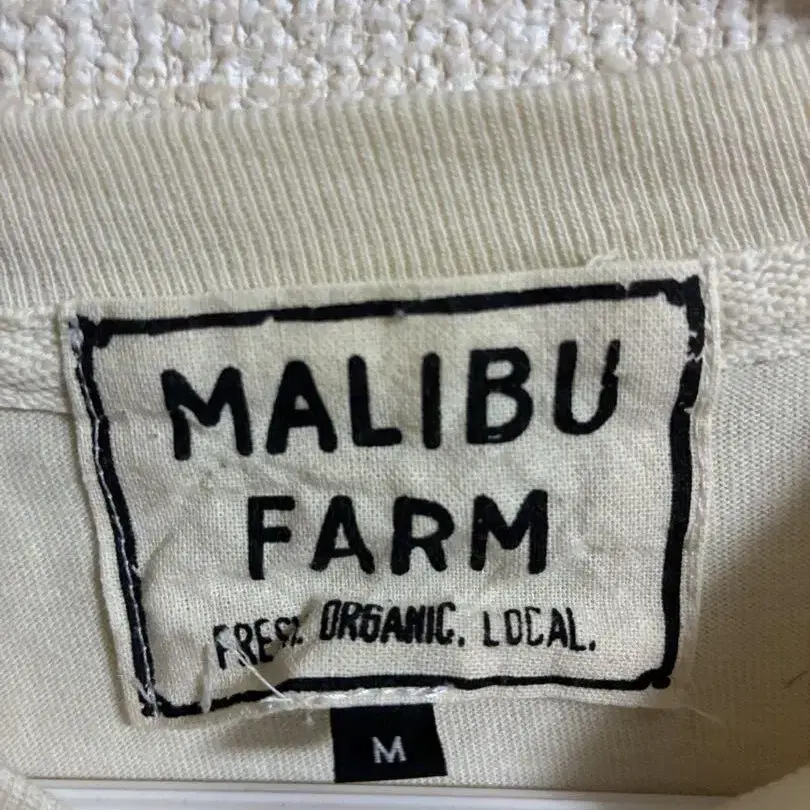 MALIBU
FARM
FRESH. ORGANIC. LOCAL.
M